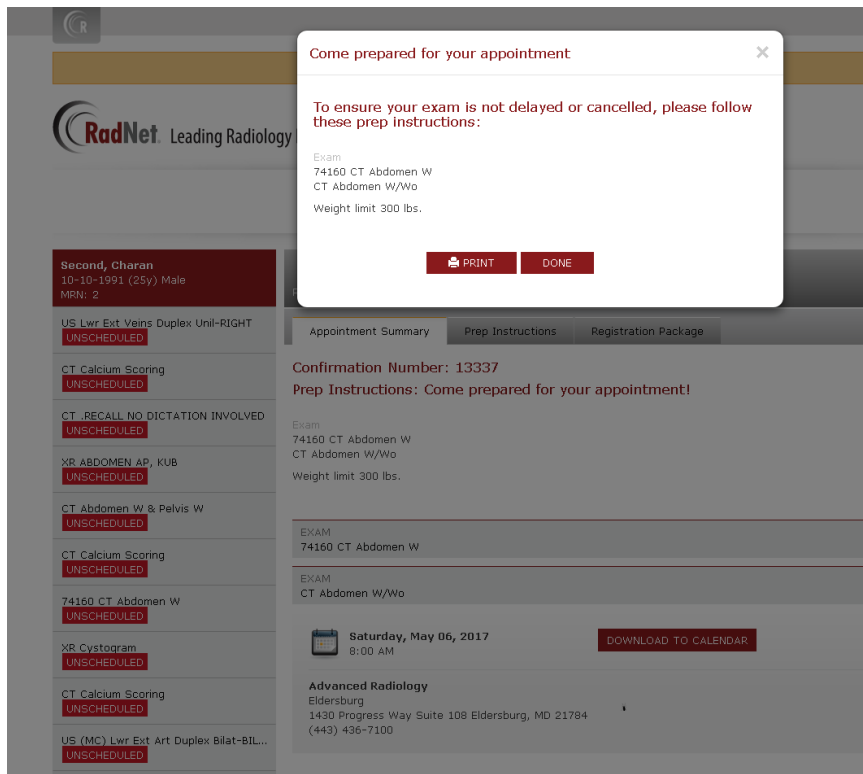 Come prepared for your appointment
×
To ensure your exam is not delayed or cancelled, please follow
these prep instructions:
Exam
74160 CT Abdomen W
CT Abdomen W/Wo
Weight limit 300 lbs.
PRINT
DONE
R
RadNet. Leading Radiology
Second, Charan
10-10-1991 (25y) Male
MRN: 2
US Lwr Ext Veins Duplex Unil-RIGHT
UNSCHEDULED
CT Calcium Scoring
UNSCHEDULED
CT .RECALL NO DICTATION INVOLVED
UNSCHEDULED
XR ABDOMEN AP, KUB
UNSCHEDULED
CT Abdomen W & Pelvis W
UNSCHEDULED
CT Calcium Scoring
UNSCHEDULED
74160 CT Abdomen W
UNSCHEDULED
XR Cystogram
UNSCHEDULED
CT Calcium Scoring
UNSCHEDULED
US (MC) Lwr Ext Art Duplex Bilat-BIL...
UNSCHEDULED
Appointment Summary
Prep Instructions
Registration Package
Confirmation Number: 13337
Prep Instructions: Come prepared for your appointment!
Exam
74160 CT Abdomen W
CT Abdomen W/Wo
Weight limit 300 lbs.
EXAM
74160 CT Abdomen W
EXAM
CT Abdomen W/Wo
Saturday, May 06, 2017
8:00 AM
DOWNLOAD TO CALENDAR
Advanced Radiology
Eldersburg
1430 Progress Way Suite 108 Eldersburg, MD 21784
(443) 436-7100